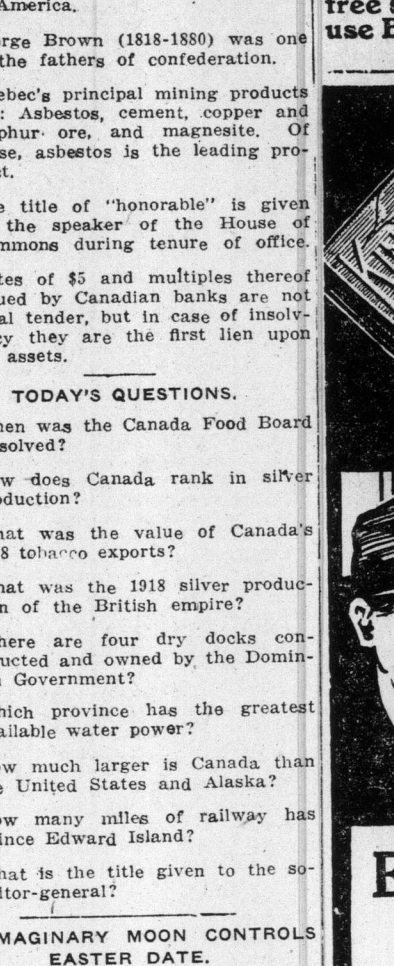 America.
rge Brown (1818-1880) was one
the fathers of confederation.
ebec's principal mining products
: Asbestos, cement, copper and
phur ore, and magnesite. Of
se, asbestos is the leading pro-
t.
e title of "honorable" is given
the speaker of the House of
mmons during tenure of office.
tes of $5 and multiples thereof
ued by Canadian banks are not
al tender, but in case of insolv-
cy they are the first lien upon
assets.
TODAY'S QUESTIONS.
en was the Canada Food Board
solved?
w does Canada rank in silver
duction?
hat was the value of Canada's
8 tobacco exports?
hat was the 1918 silver produc-
n of the British empire?
here are four dry docks con-
ucted and owned by the Domin-
Government?
hich province has the greatest
ailable water power?
ow much larger is Canada than
e United States and Alaska?
ow many miles of railway has
ince Edward Island?
hat is the title given to the so-
itor-general?
MAGINARY MOON CONTROLS
EASTER DATE.
free
use